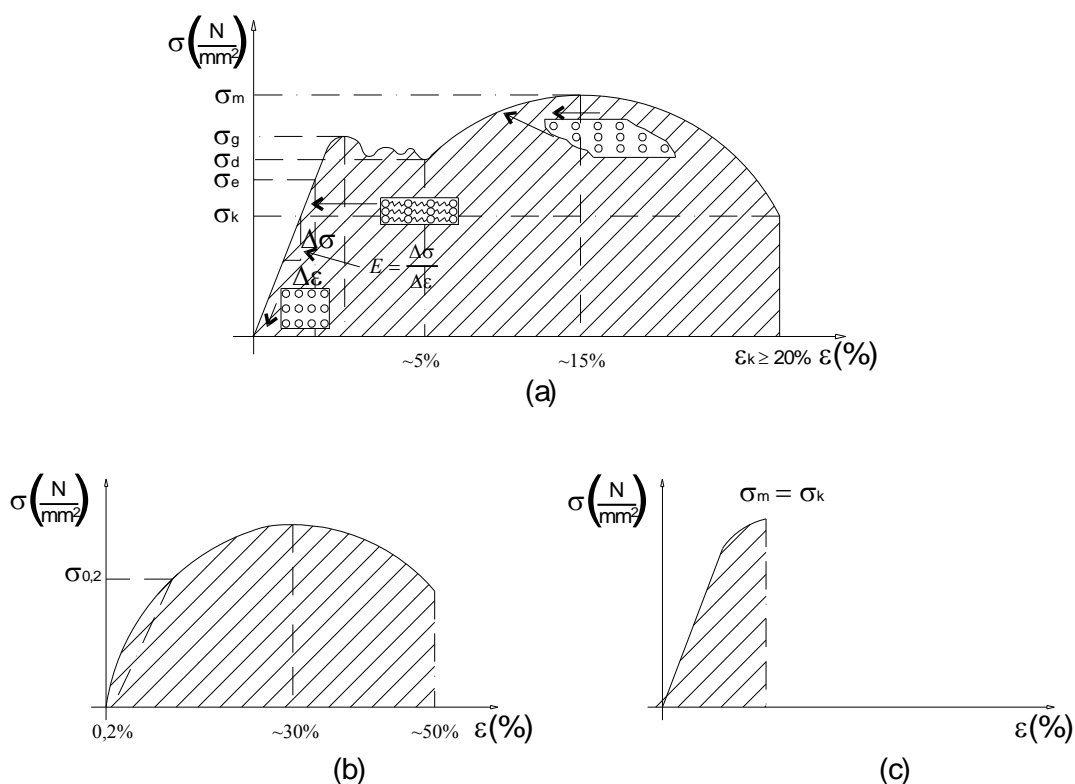 σ(N/mm²)
σm
σg
σd
σe
σk
Δσ
Δε
E = Δσ/Δε
~5%
~15%
εk ≥ 20% ε(%)
(a)
σ(N/mm²)
σ0,2
0,2%
~30%
~50%
ε(%)
(b)
σ(N/mm²)
σm = σk
ε(%)
(c)